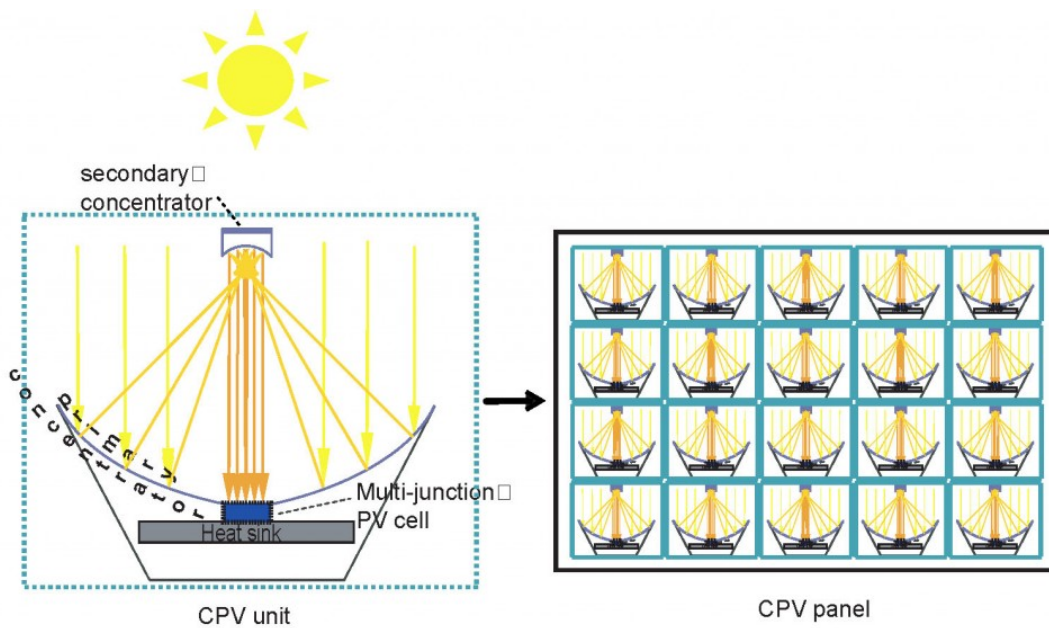 secondary□
concentrator
primary
concentrator
Multi-junction□
PV cell
Heat sink
CPV unit
CPV panel